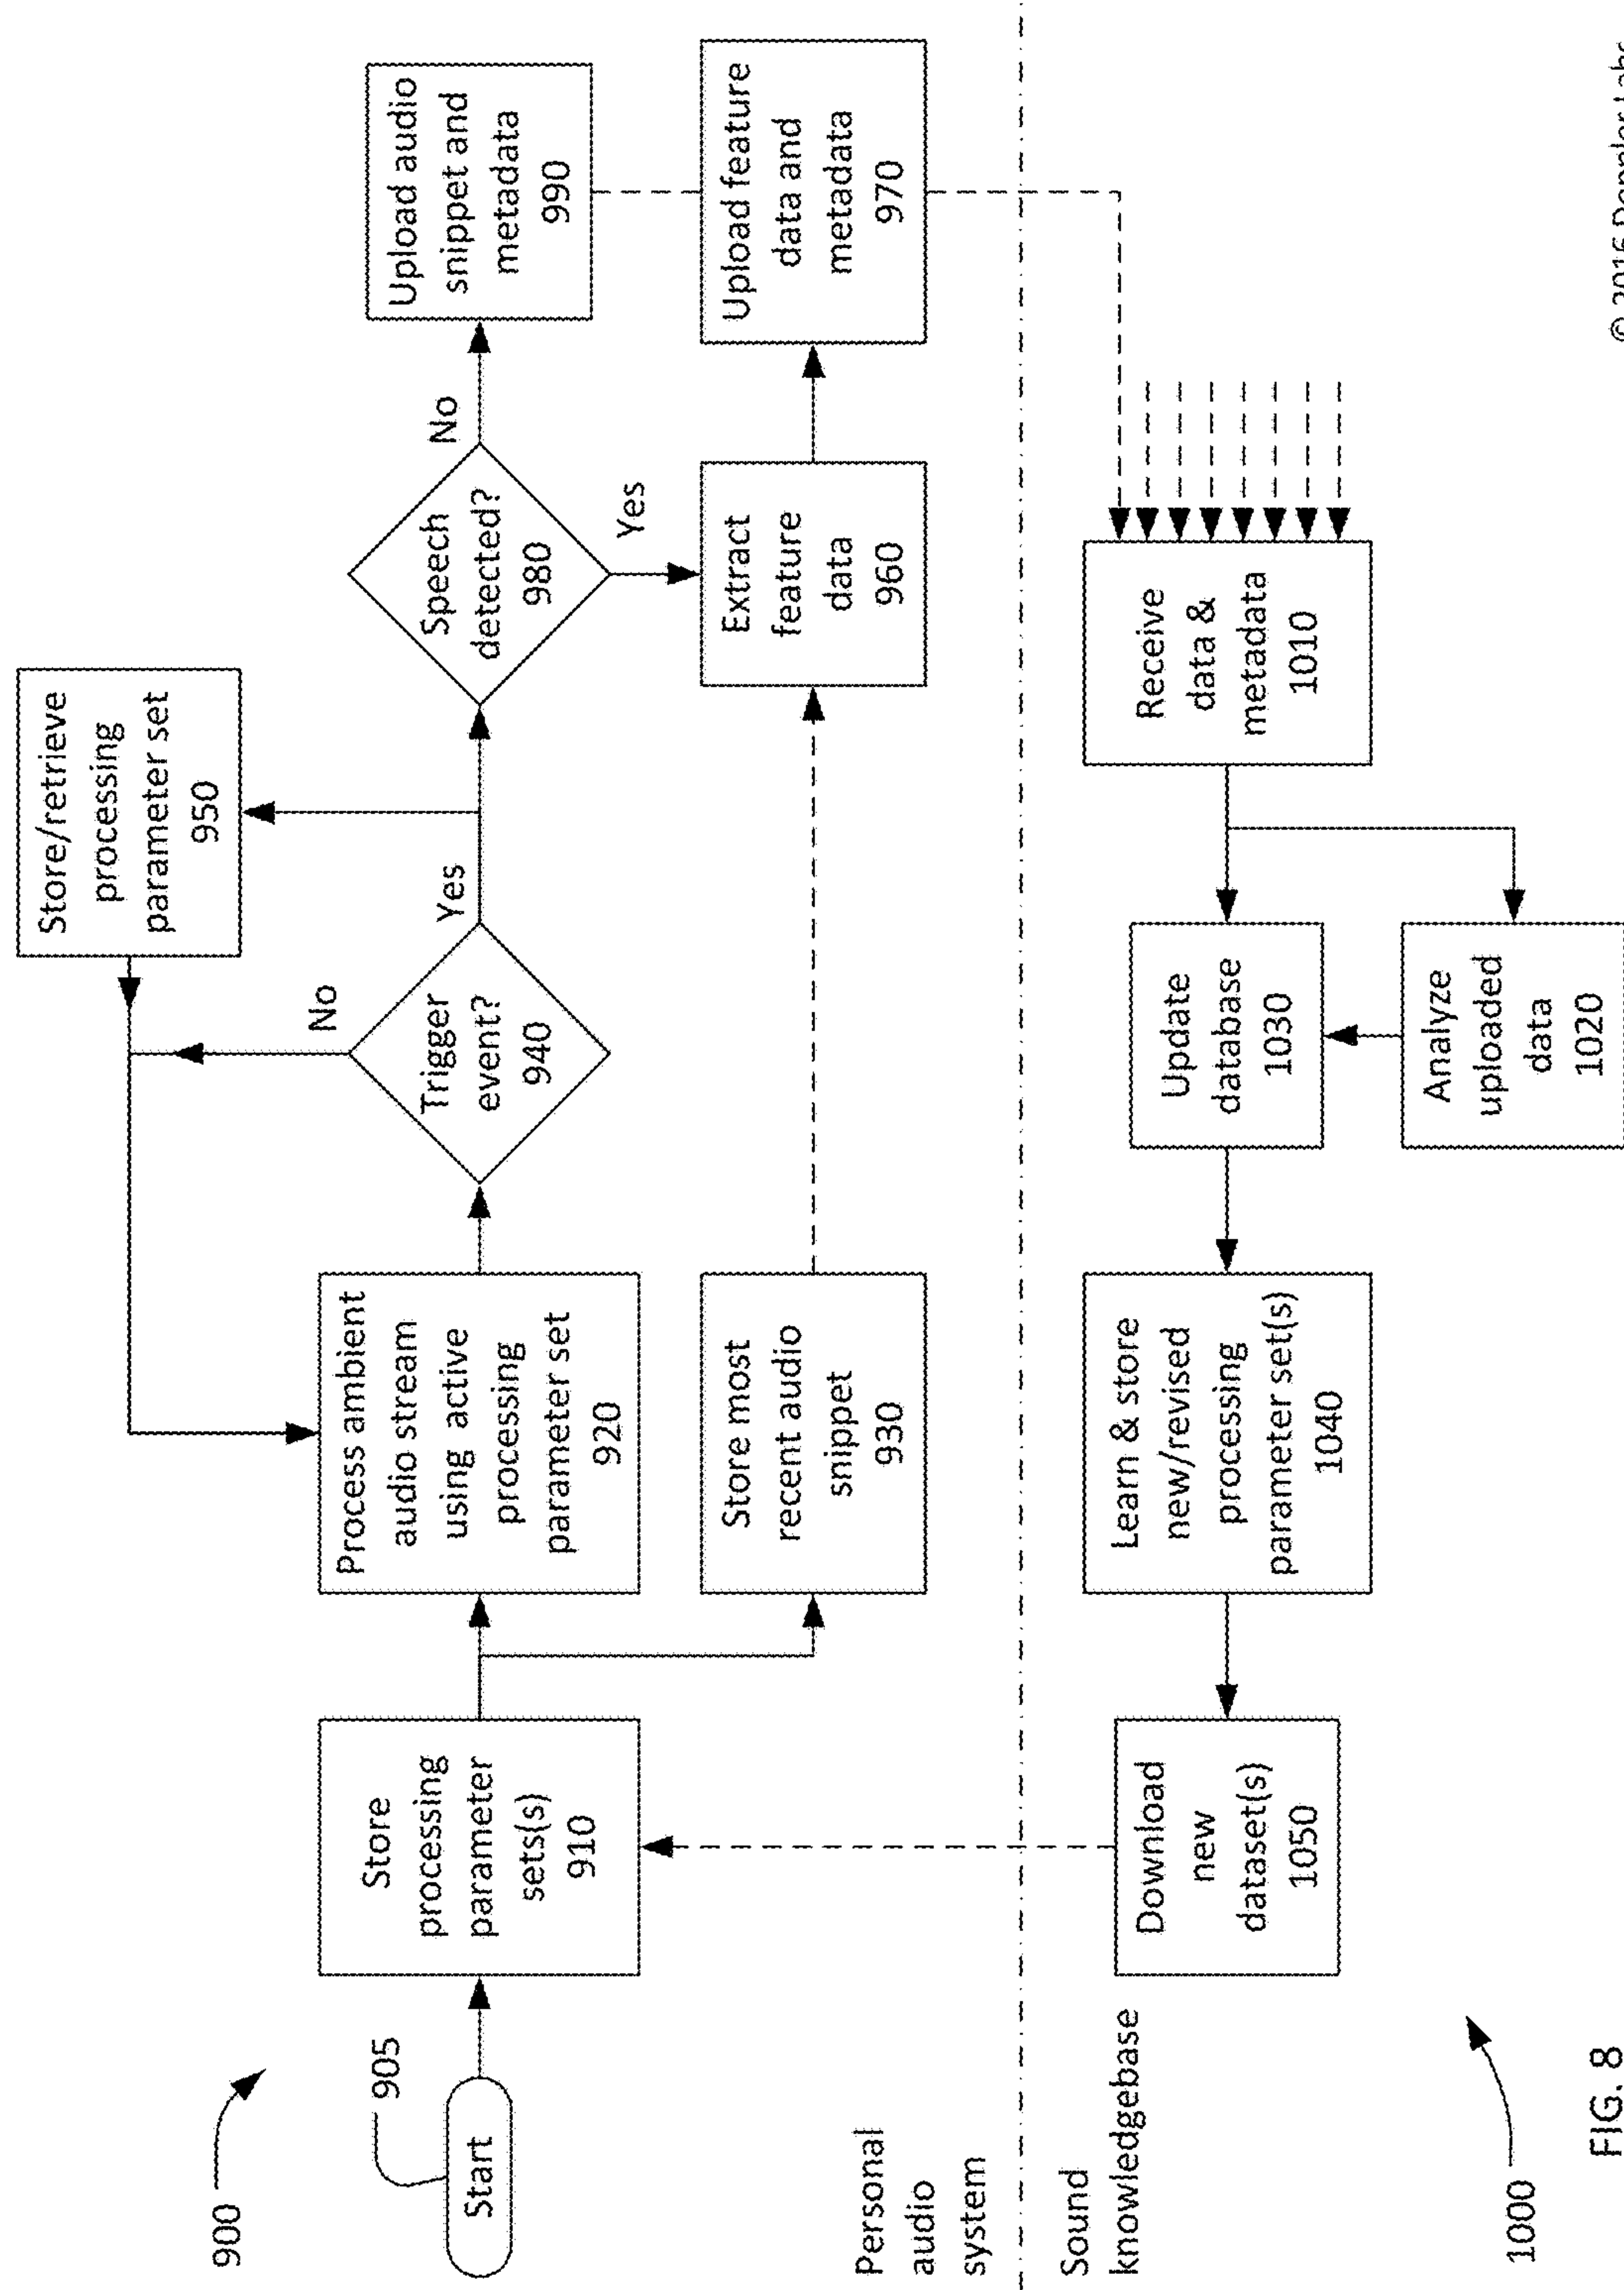 900
905
Start
Store
processing
parameter
sets(s)
910
Process ambient
audio stream
using active
processing
parameter set
920
Store most
recent audio
snippet
930
Trigger
event?
940
No
Yes
Store/retrieve
processing
parameter set
950
Speech
detected?
980
No
Yes
Extract
feature
data
960
Upload audio
snippet and
metadata
990
Upload feature
data and
metadata
970
Personal
audio
system
Sound
knowledgebase
Download
new
dataset(s)
1050
Learn & store
new/revised
processing
parameter set(s)
1040
Update
database
1030
Analyze
uploaded
data
1020
Receive
data &
metadata
1010
1000
FIG. 8
© 2016 Doppler Labs